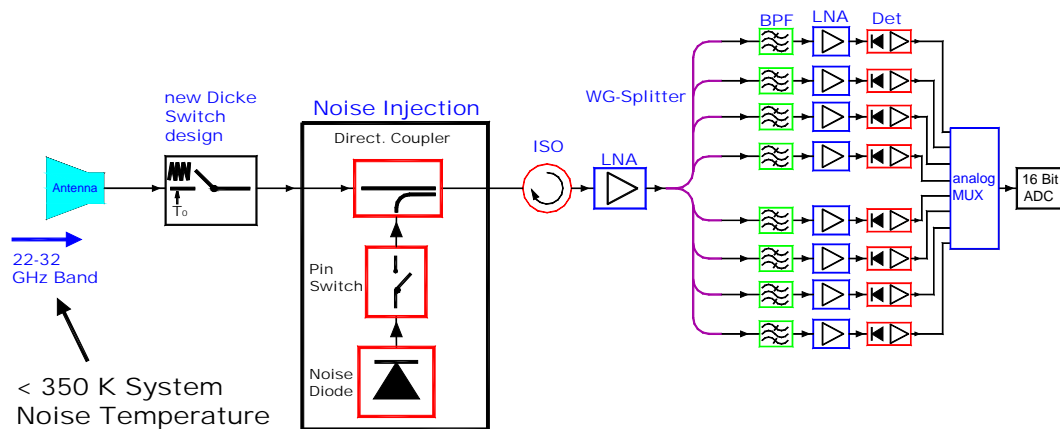 BPF
LNA
Det
new Dicke
Switch
design
Noise Injection
WG-Splitter
Direct. Coupler
ISO
LNA
Antenna
T0
analog
MUX
16 Bit
ADC
22-32
GHz Band
Pin
Switch
Noise
Diode
< 350 K System
Noise Temperature